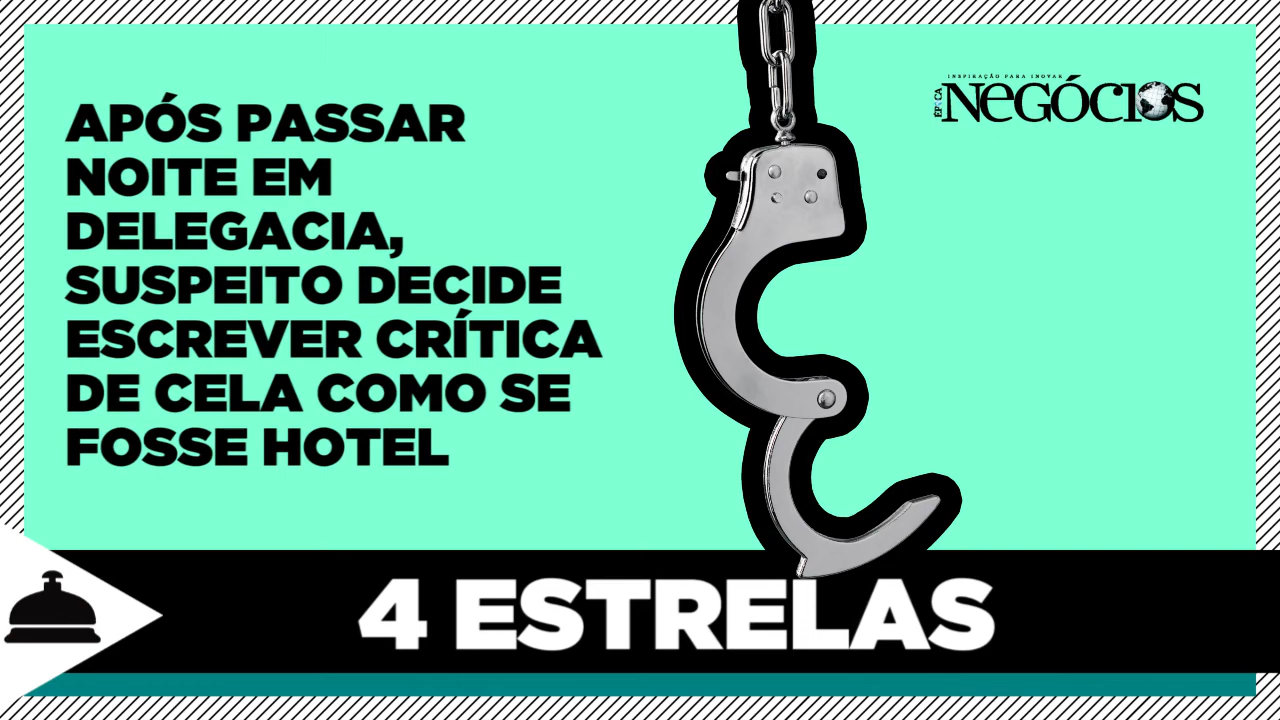 APÓS PASSAR
NOITE EM
DELEGACIA,
SUSPEITO DECIDE
ESCREVER CRÍTICA
DE CELA COMO SE
FOSSE HOTEL
INSPIRAÇÃO PARA INOVAR
ÉPOCA NEGÓCIOS
4 ESTRELAS